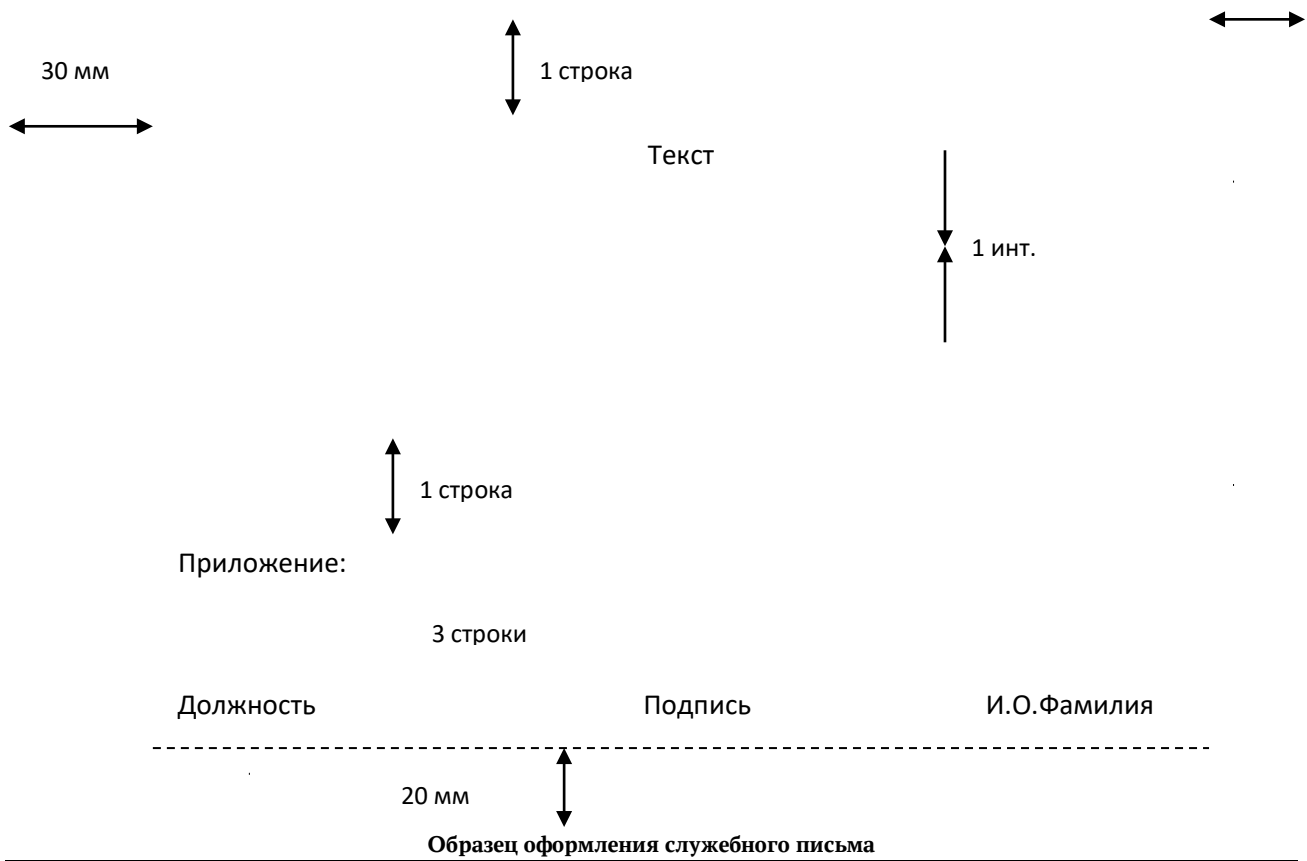 30 мм
1 строка
Текст
1 инт.
1 строка
Приложение:
3 строки
Должность Подпись И.О.Фамилия
20 мм
Образец оформления служебного письма